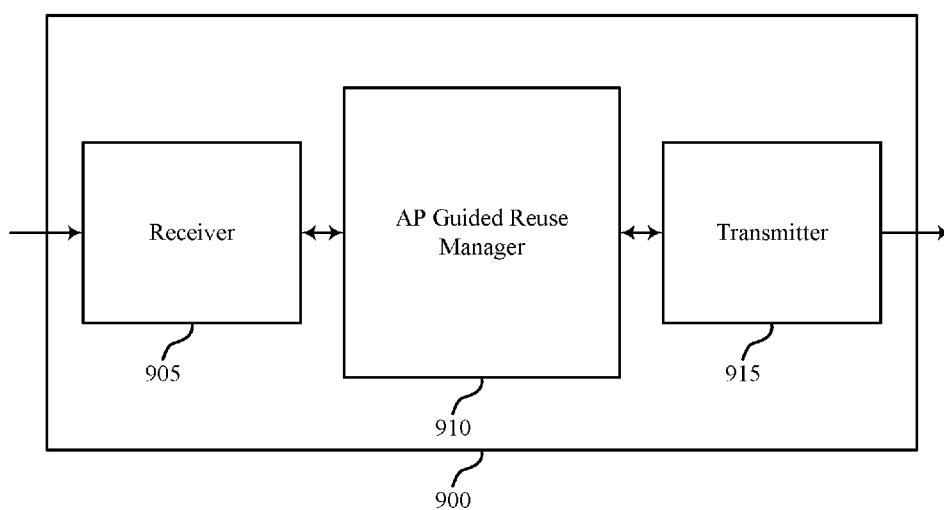 Receiver
AP Guided Reuse
Manager
Transmitter
905
910
915
900